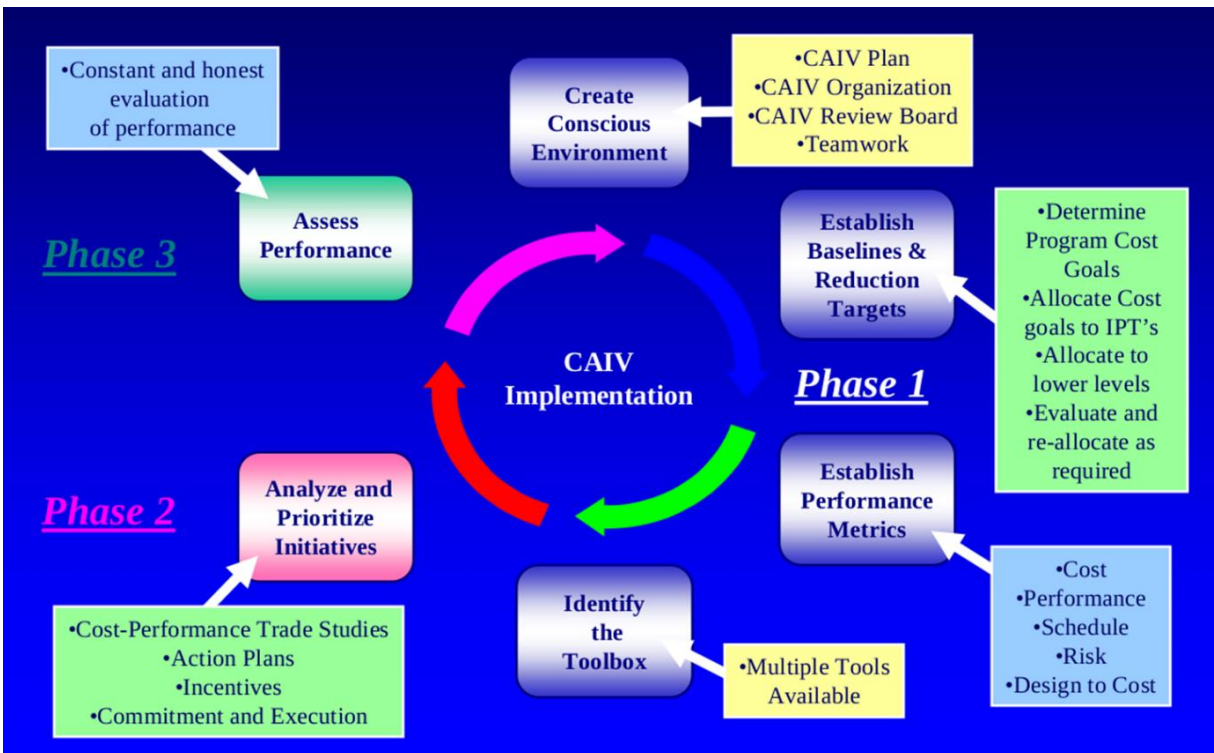 •Constant and honest
evaluation
of performance
Create
Conscious
Environment
•CAIV Plan
•CAIV Organization
•CAIV Review Board
•Teamwork
Assess
Performance
Phase 3
Establish
Baselines &
Reduction
Targets
•Determine
Program Cost
Goals
•Allocate Cost
goals to IPT’s
•Allocate to
lower levels
•Evaluate and
re-allocate as
required
CAIV
Implementation
Phase 1
Phase 2
Analyze and
Prioritize
Initiatives
Establish
Performance
Metrics
•Cost
•Performance
•Schedule
•Risk
•Design to Cost
Identify
the
Toolbox
•Multiple Tools
Available
•Cost-Performance Trade Studies
•Action Plans
•Incentives
•Commitment and Execution